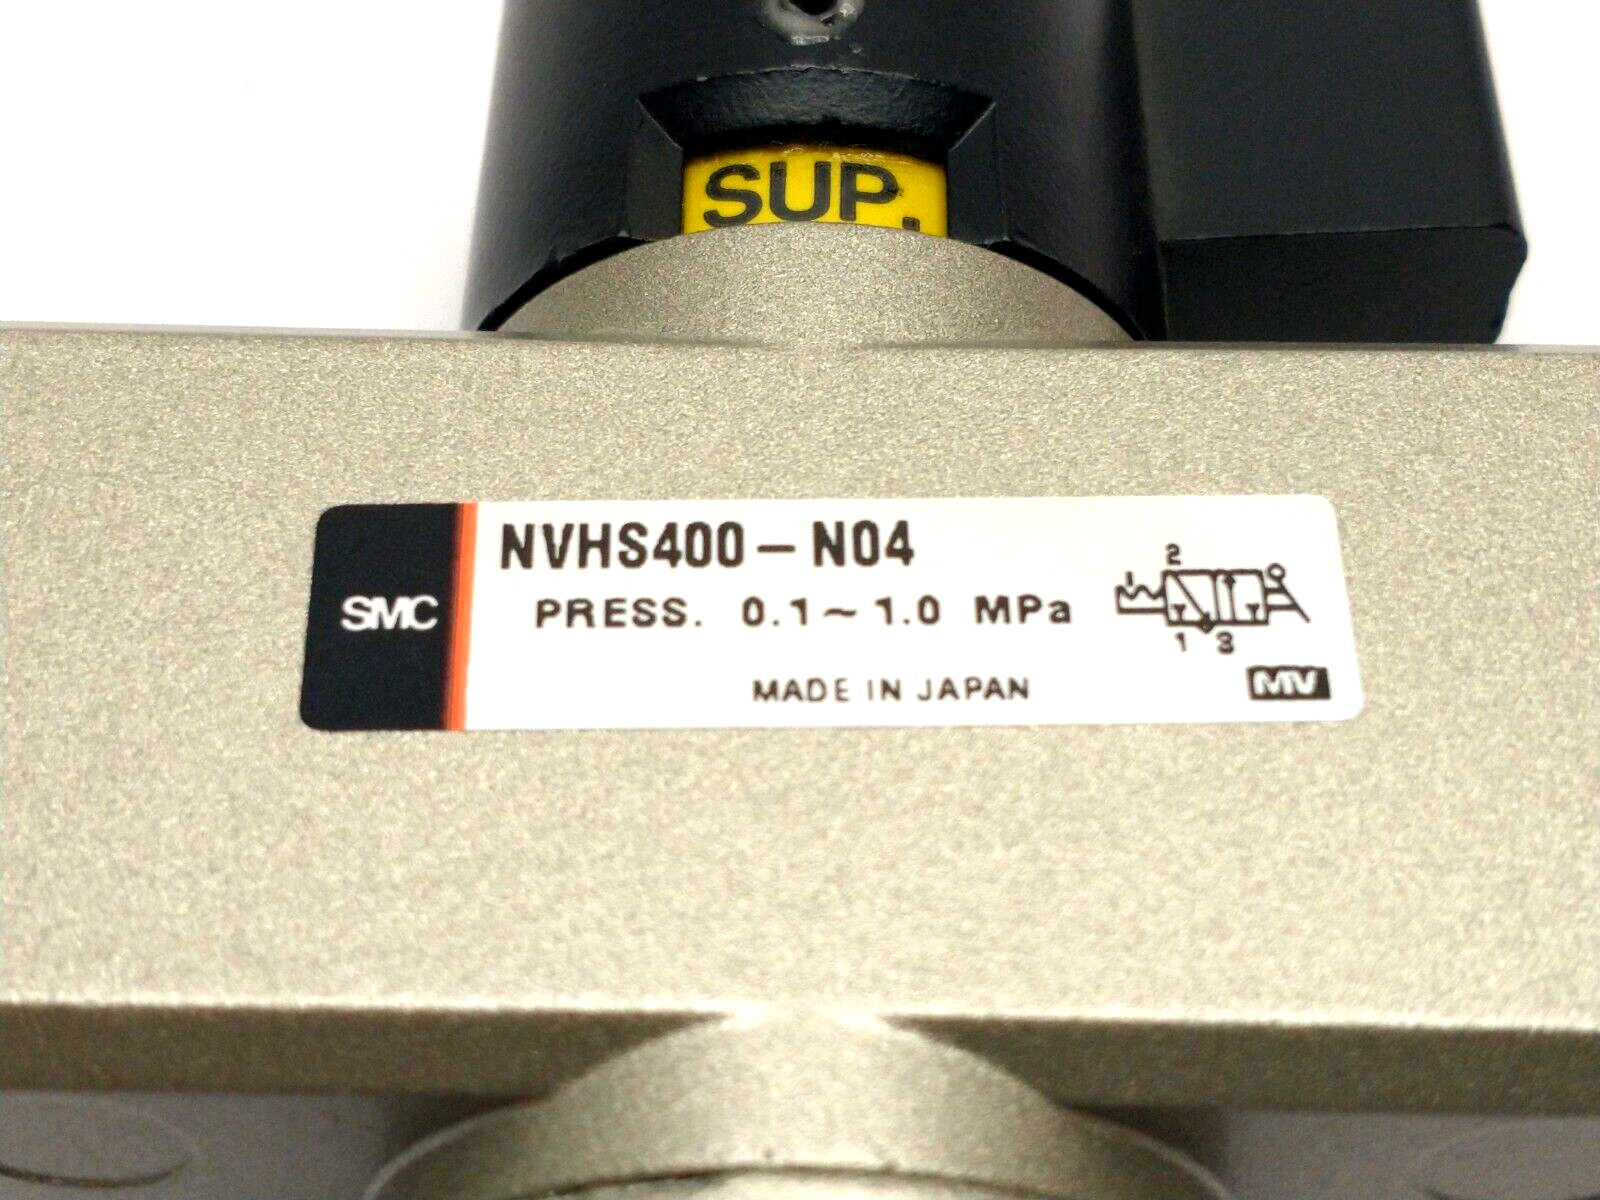 SUP.
SMC
NVHS400-N04
PRESS. 0.1~1.0 MPa
2
1 3
MADE IN JAPAN
MV